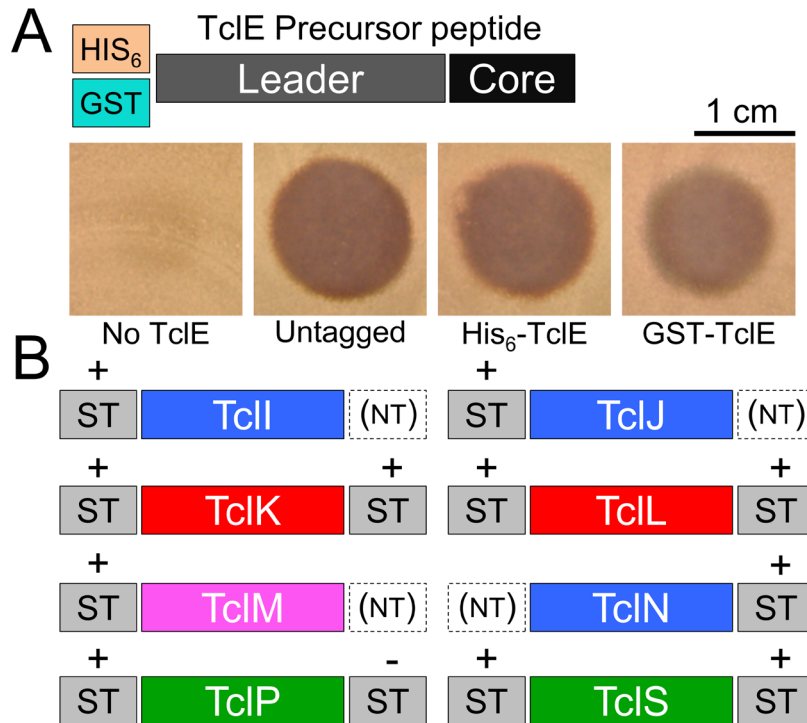 A
TclE Precursor peptide
HIS₆
GST
Leader
Core
1 cm
No TclE
Untagged
His₆-TclE
GST-TclE
B
+ +
ST TclI (NT) ST TclJ (NT)
+ + + +
ST TclK ST ST TclL ST
+ +
ST TclM (NT) (NT) TclN ST
+ - + +
ST TclP ST ST TclS ST